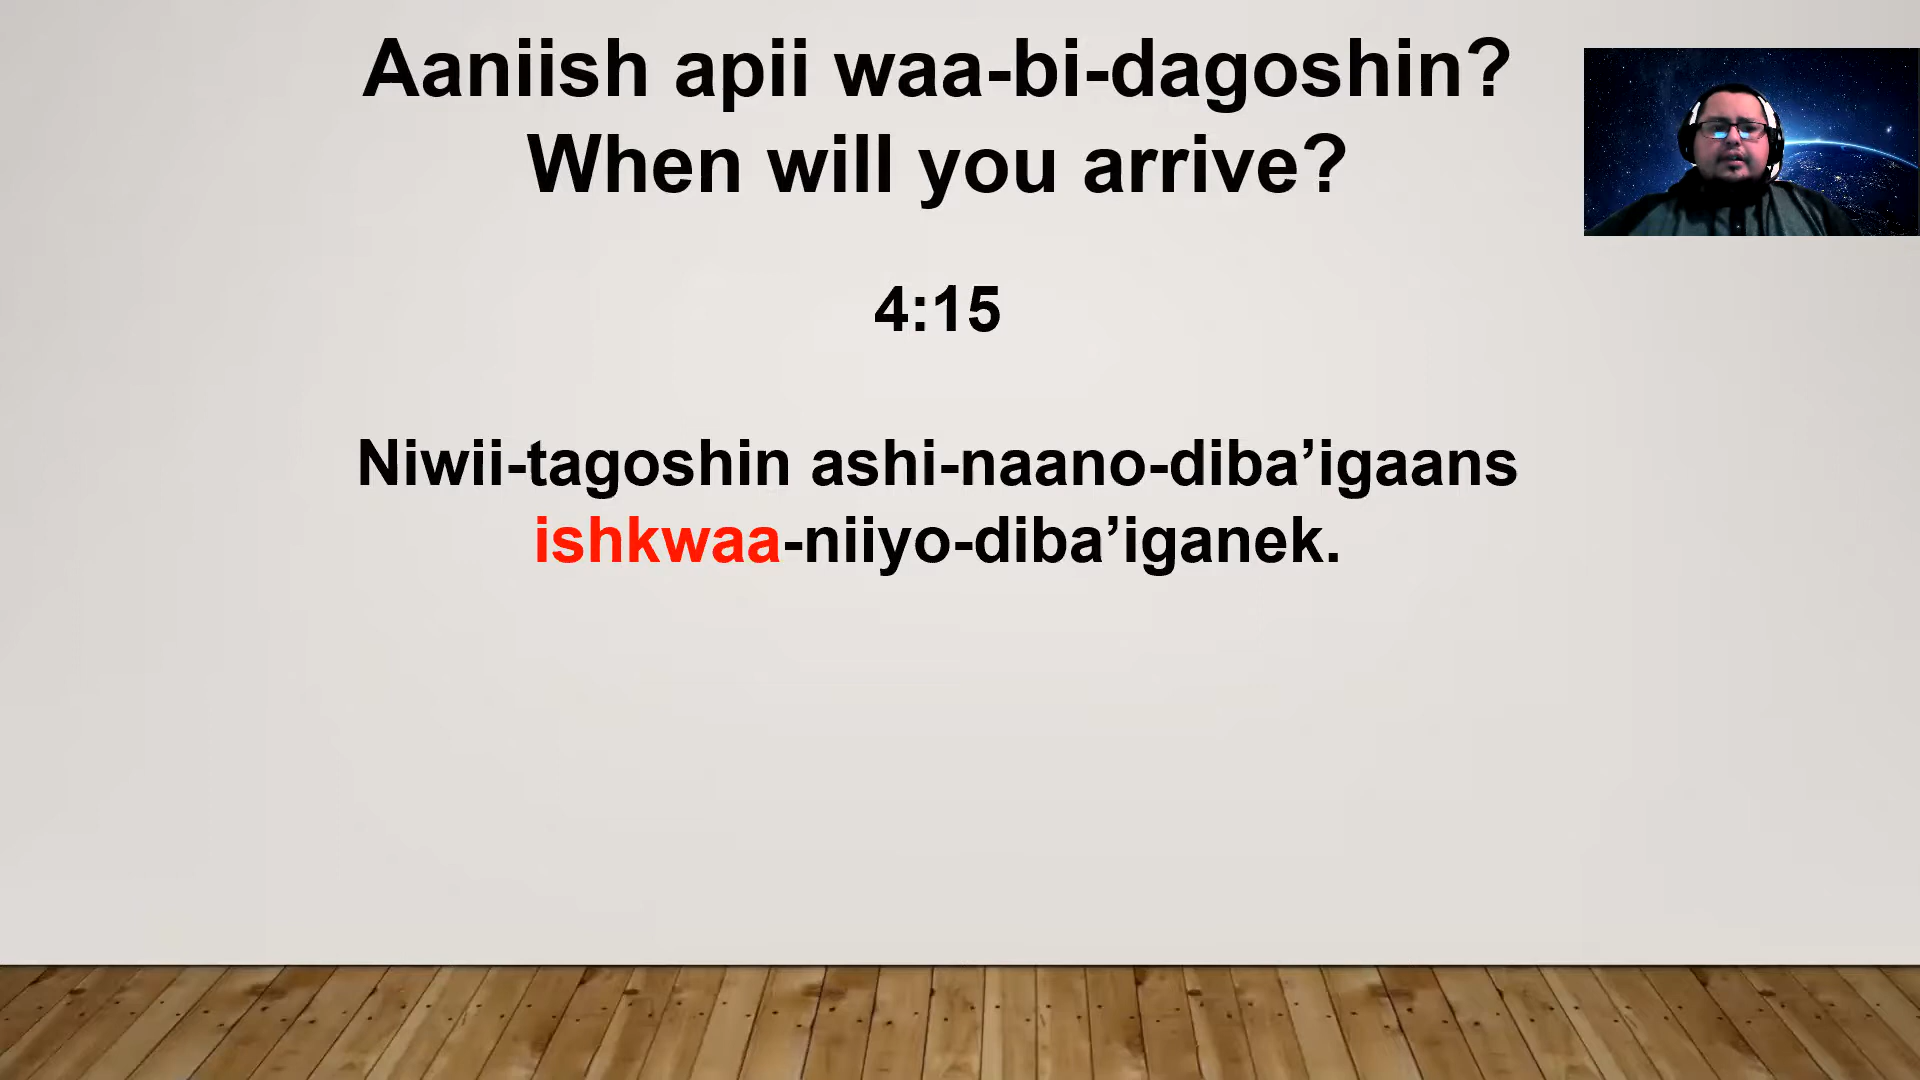 Aaniish apii waa-bi-dagoshin?
When will you arrive?
4:15
Niwii-tagoshin ashi-naano-diba’igaans
ishkwaa-niiyo-diba’iganek.